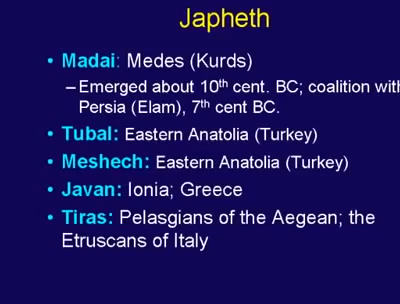 Japheth
• Madai: Medes (Kurds)
–Emerged about 10th cent. BC; coalition with
Persia (Elam), 7th cent BC.
• Tubal: Eastern Anatolia (Turkey)
• Meshech: Eastern Anatolia (Turkey)
• Javan: Ionia; Greece
• Tiras: Pelasgians of the Aegean; the
Etruscans of Italy